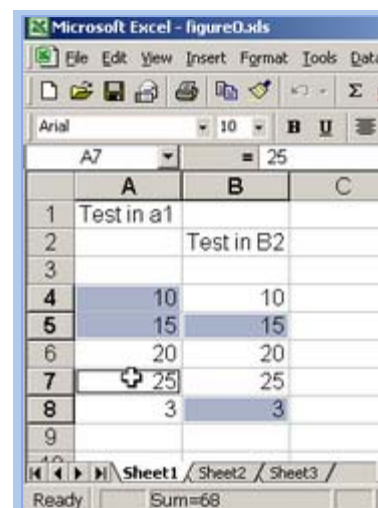 Microsoft Excel - figure0.xls
File Edit View Insert Format Tools Data
Arial 10 B U
A7 = 25
A B C
1 Test in a1
2 Test in B2
3
4 10 10
5 15 15
6 20 20
7 25 25
8 3 3
9
10
Sheet1 Sheet2 Sheet3
Ready Sum=68